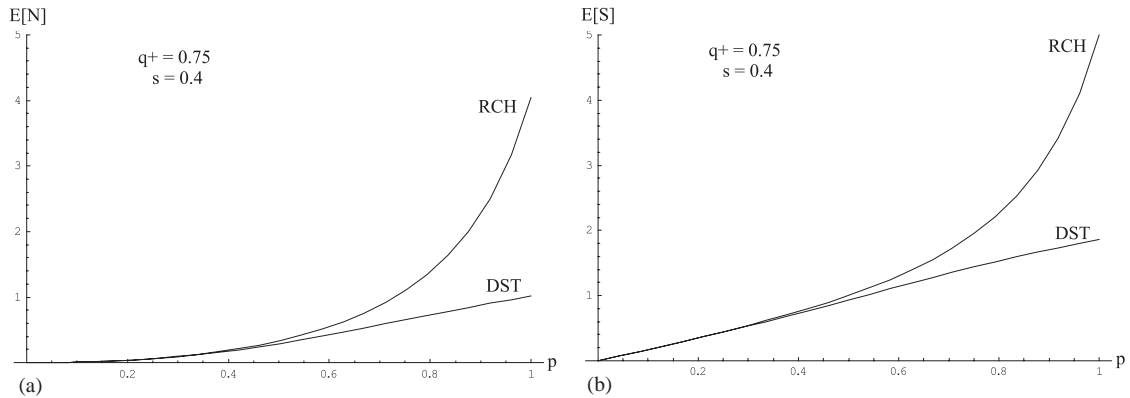 E[N]
5
q+ = 0.75
s = 0.4
4
RCH
3
2
DST
1
0.2
0.4
0.6
0.8
1
p
(a)
E[S]
5
q+ = 0.75
s = 0.4
RCH
4
3
2
DST
1
0.2
0.4
0.6
0.8
1
p
(b)